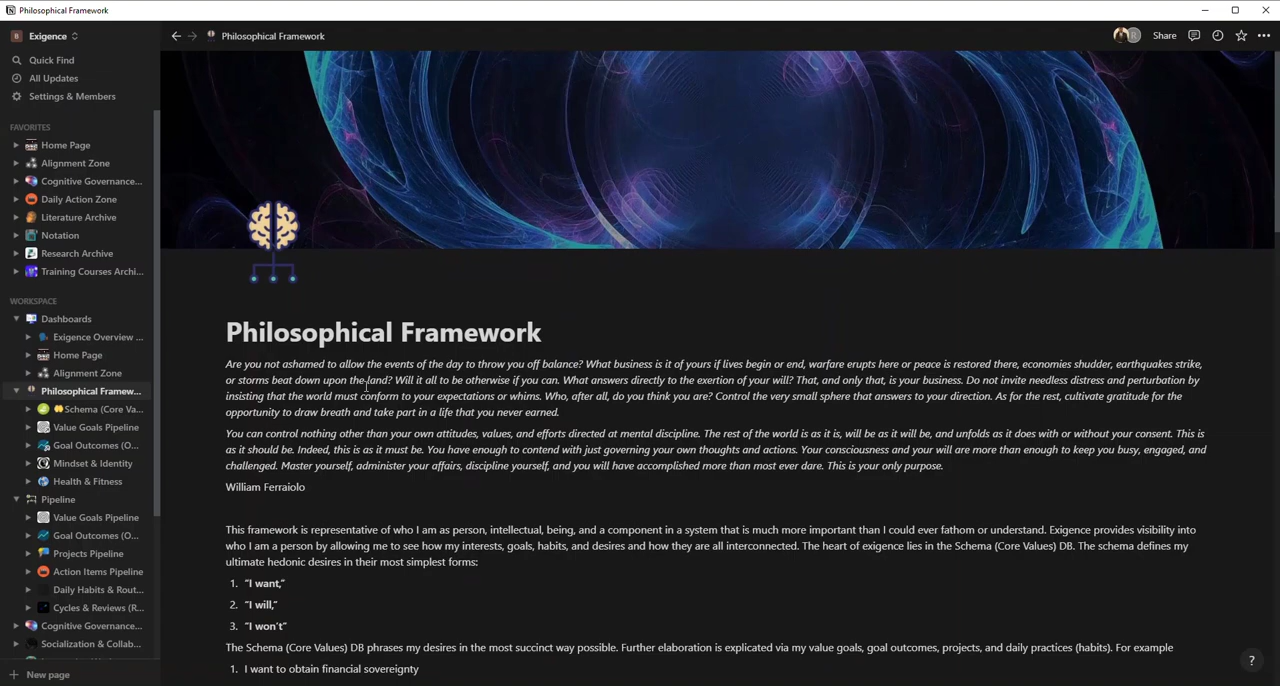 Philosophical Framework
Exigence
Philosophical Framework
Share
Quick Find
All Updates
Settings & Members
FAVORITES
Home Page
Alignment Zone
Cognitive Governance...
Daily Action Zone
Literature Archive
Notation
Research Archive
Training Courses Archi...
WORKSPACE
Dashboards
Exigence Overview ...
Home Page
Alignment Zone
Philosophical Framew...
Schema (Core Va...
Value Goals Pipeline
Goal Outcomes (O...
Mindset & Identity
Health & Fitness
Pipeline
Value Goals Pipeline
Goal Outcomes (O...
Projects Pipeline
Action Items Pipeline
Daily Habits & Rout...
Cycles & Reviews (R...
Cognitive Governance...
Socialization & Collab...
New page
Philosophical Framework
Are you not ashamed to allow the events of the day to throw you off balance? What business is it of yours if lives begin or end, warfare erupts here or peace is restored there, economies shudder, earthquakes strike,
or storms beat down upon the land? Will it all to be otherwise if you can. What answers directly to the exertion of your will? That, and only that, is your business. Do not invite needless distress and perturbation by
insisting that the world must conform to your expectations or whims. Who, after all, do you think you are? Control the very small sphere that answers to your direction. As for the rest, cultivate gratitude for the
opportunity to draw breath and take part in a life that you never earned.
You can control nothing other than your own attitudes, values, and efforts directed at mental discipline. The rest of the world is as it is, will be as it will be, and unfolds as it does with or without your consent. This is
as it should be. Indeed, this is as it must be. You have enough to contend with just governing your own thoughts and actions. Your consciousness and your will are more than enough to keep you busy, engaged, and
challenged. Master yourself, administer your affairs, discipline yourself, and you will have accomplished more than most ever dare. This is your only purpose.
William Ferraiolo
This framework is representative of who I am as person, intellectual, being, and a component in a system that is much more important than I could ever fathom or understand. Exigence provides visibility into
who I am a person by allowing me to see how my interests, goals, habits, and desires and how they are all interconnected. The heart of exigence lies in the Schema (Core Values) DB. The schema defines my
ultimate hedonic desires in their most simplest forms:
1. "I want,"
2. "I will,"
3. "I won't"
The Schema (Core Values) DB phrases my desires in the most succinct way possible. Further elaboration is explicated via my value goals, goal outcomes, projects, and daily practices (habits). For example
1. I want to obtain financial sovereignty
?